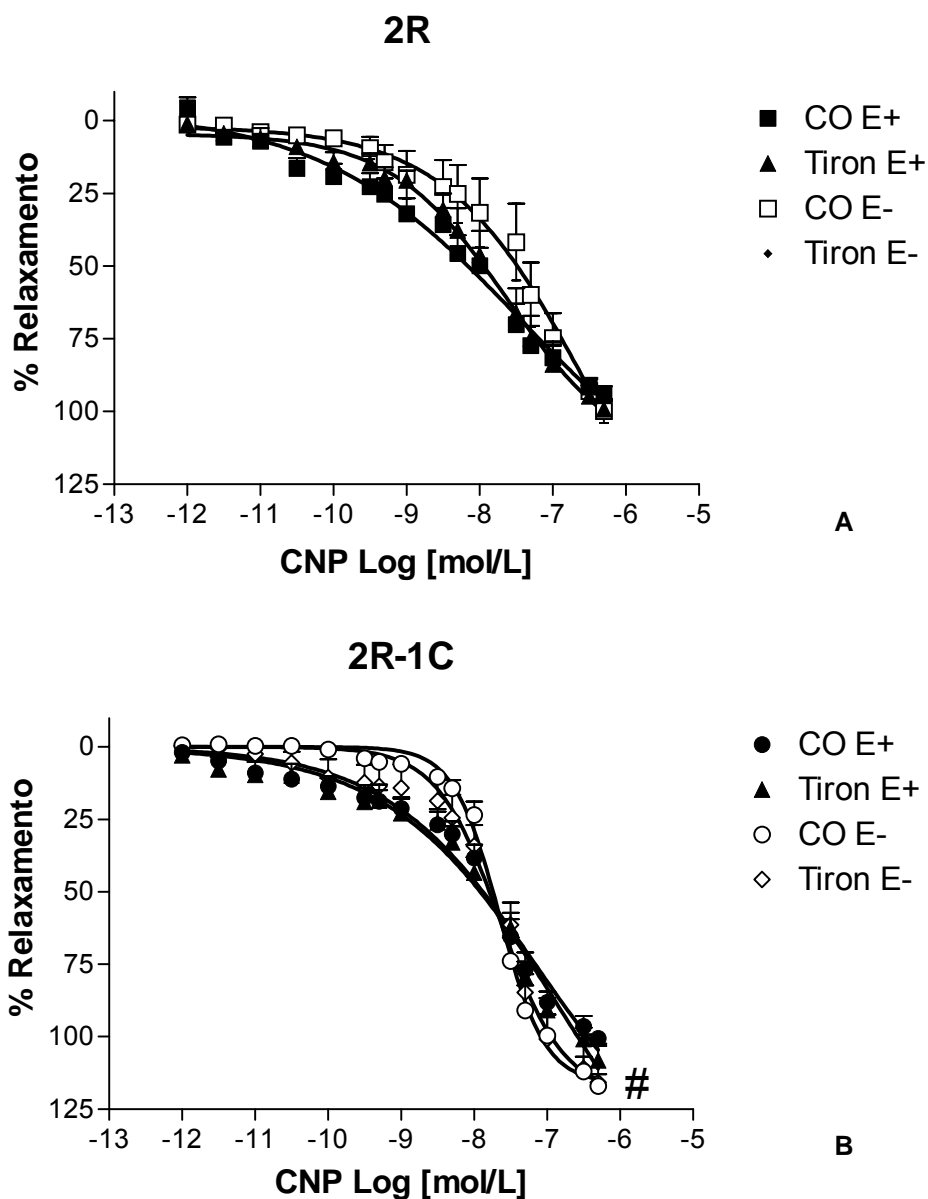 2R
0
25
50
75
100
125
% Relaxamento
-13 -12 -11 -10 -9 -8 -7 -6 -5
CNP Log [mol/L]
CO E+
Tiron E+
CO E-
Tiron E-
A
2R-1C
0
25
50
75
100
125
% Relaxamento
#
-13 -12 -11 -10 -9 -8 -7 -6 -5
CNP Log [mol/L]
CO E+
Tiron E+
CO E-
Tiron E-
B